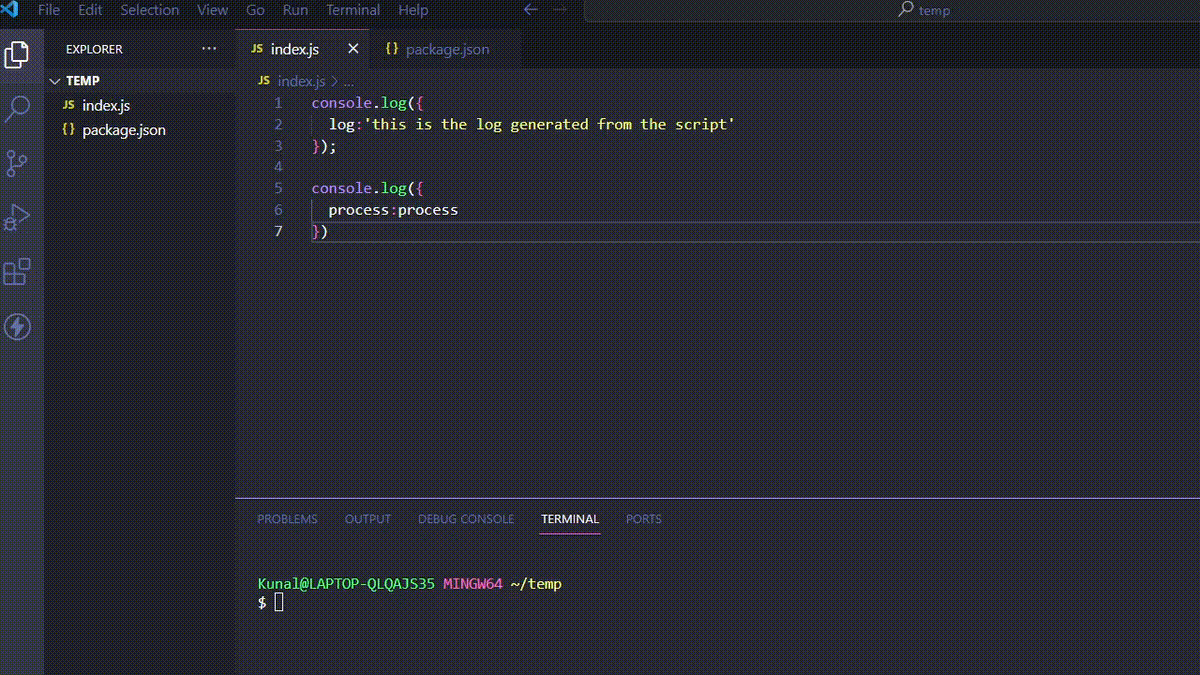 File Edit Selection View Go Run Terminal Help temp
EXPLORER ···
JS index.js × {} package.json
TEMP
JS index.js
{} package.json
JS index.js > ...
1 console.log({
2 log:'this is the log generated from the script'
3 });
4
5 console.log({
6 process:process
7 })
PROBLEMS OUTPUT DEBUG CONSOLE TERMINAL PORTS
Kunal@LAPTOP-QLQAJS35 MINGW64 ~/temp
$